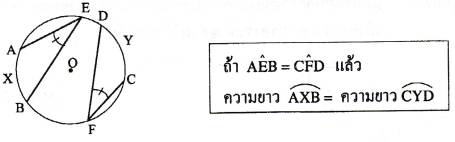 E D
A Y
X O C
B
F
ถ้า AÊB = CF̂D แล้ว
ความยาว AXB = ความยาว CYD